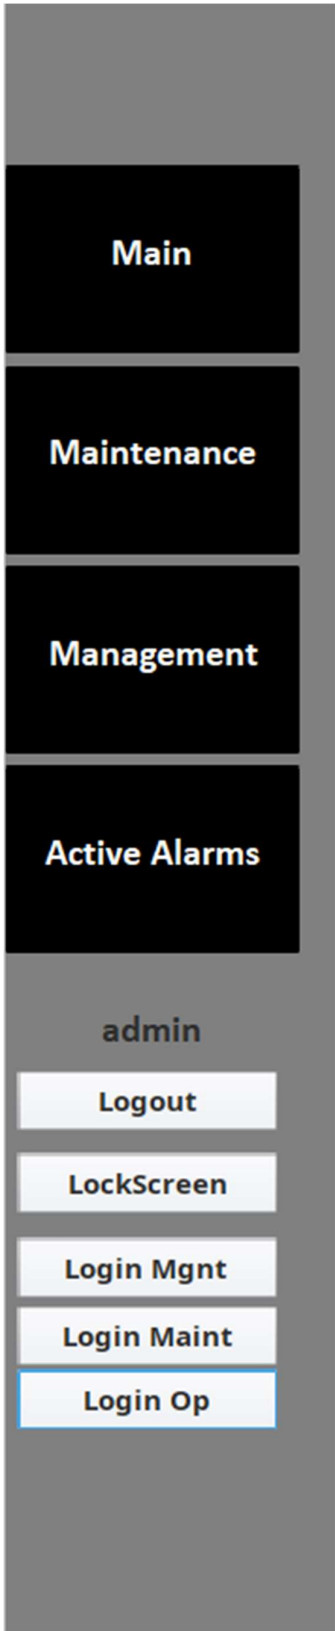 Main
Maintenance
Management
Active Alarms
admin
Logout
LockScreen
Login Mgnt
Login Maint
Login Op